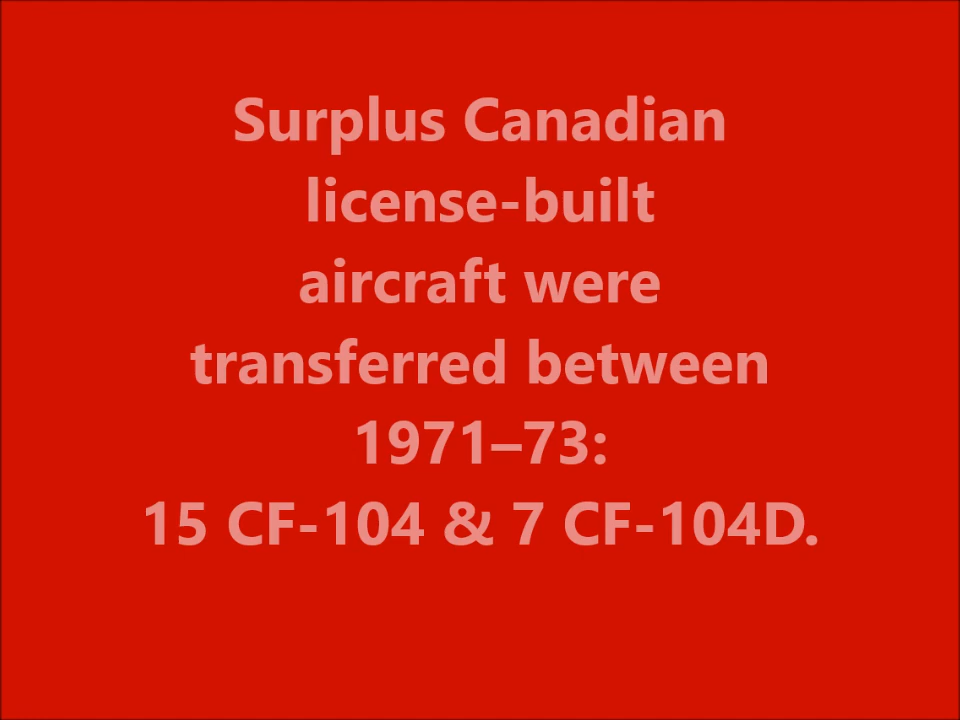 Surplus Canadian
license-built
aircraft were
transferred between
1971–73:
15 CF-104 & 7 CF-104D.